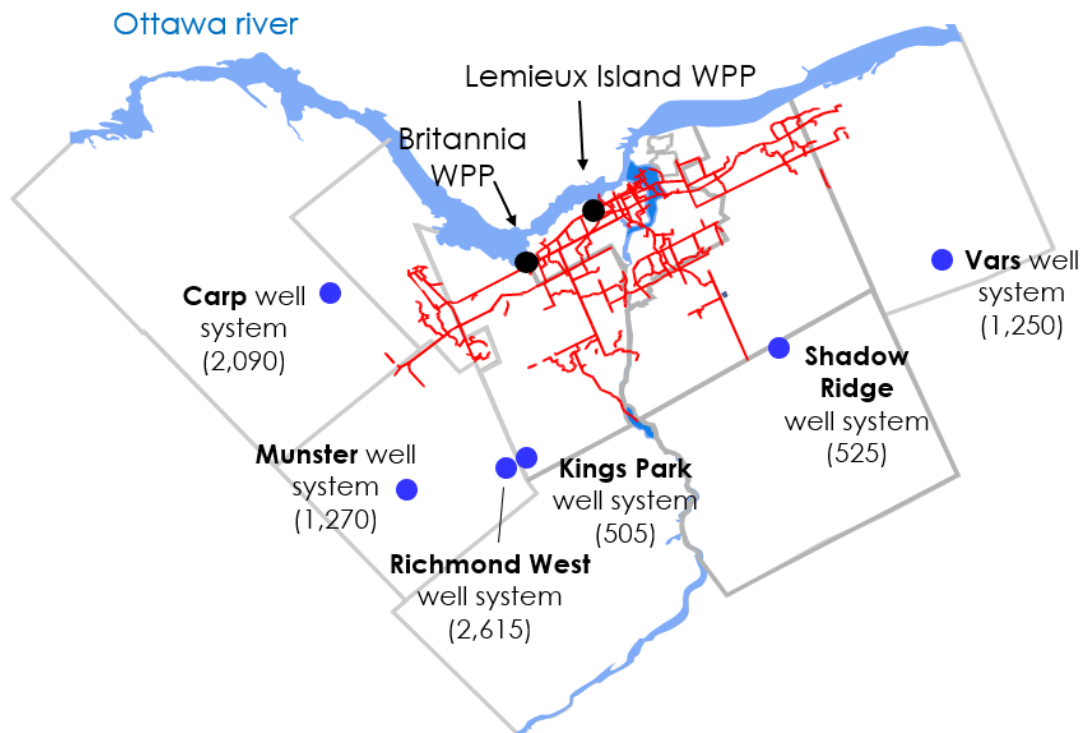 Ottawa river
Lemieux Island WPP
Britannia
WPP
Carp well
system
(2,090)
Vars well
system
(1,250)
Shadow
Ridge
well system
(525)
Munster well
system
(1,270)
Kings Park
well system
(505)
Richmond West
well system
(2,615)